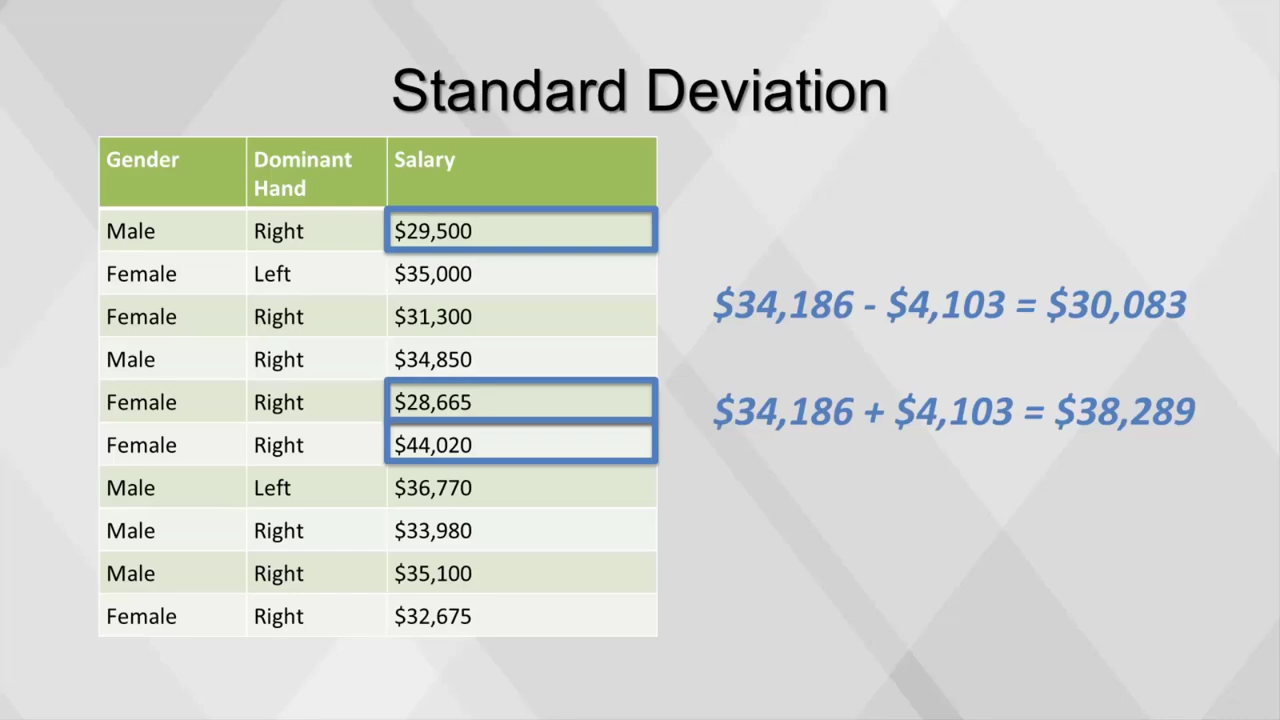 Standard Deviation
Gender Dominant Hand Salary
Male Right $29,500
Female Left $35,000
Female Right $31,300
Male Right $34,850
Female Right $28,665
Female Right $44,020
Male Left $36,770
Male Right $33,980
Male Right $35,100
Female Right $32,675
$34,186 - $4,103 = $30,083
$34,186 + $4,103 = $38,289